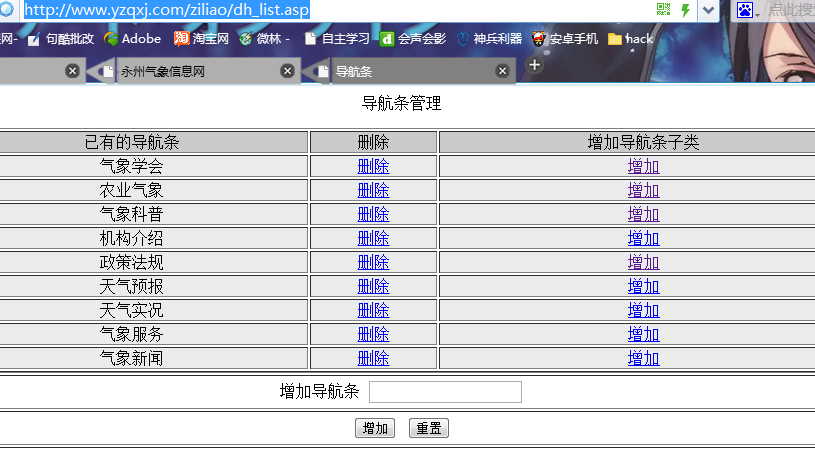 http://www.yzqxj.com/ziliao/dh_list.asp 点此搜
网- 句酷批改 Adobe 淘宝网 微林 - 自主学习 会声会影 神兵利器 安卓手机 hack
永州气象信息网 导航条
导航条管理
已有的导航条 删除 增加导航条子类
气象学会 删除 增加
农业气象 删除 增加
气象科普 删除 增加
机构介绍 删除 增加
政策法规 删除 增加
天气预报 删除 增加
天气实况 删除 增加
气象服务 删除 增加
气象新闻 删除 增加
增加导航条
增加 重置